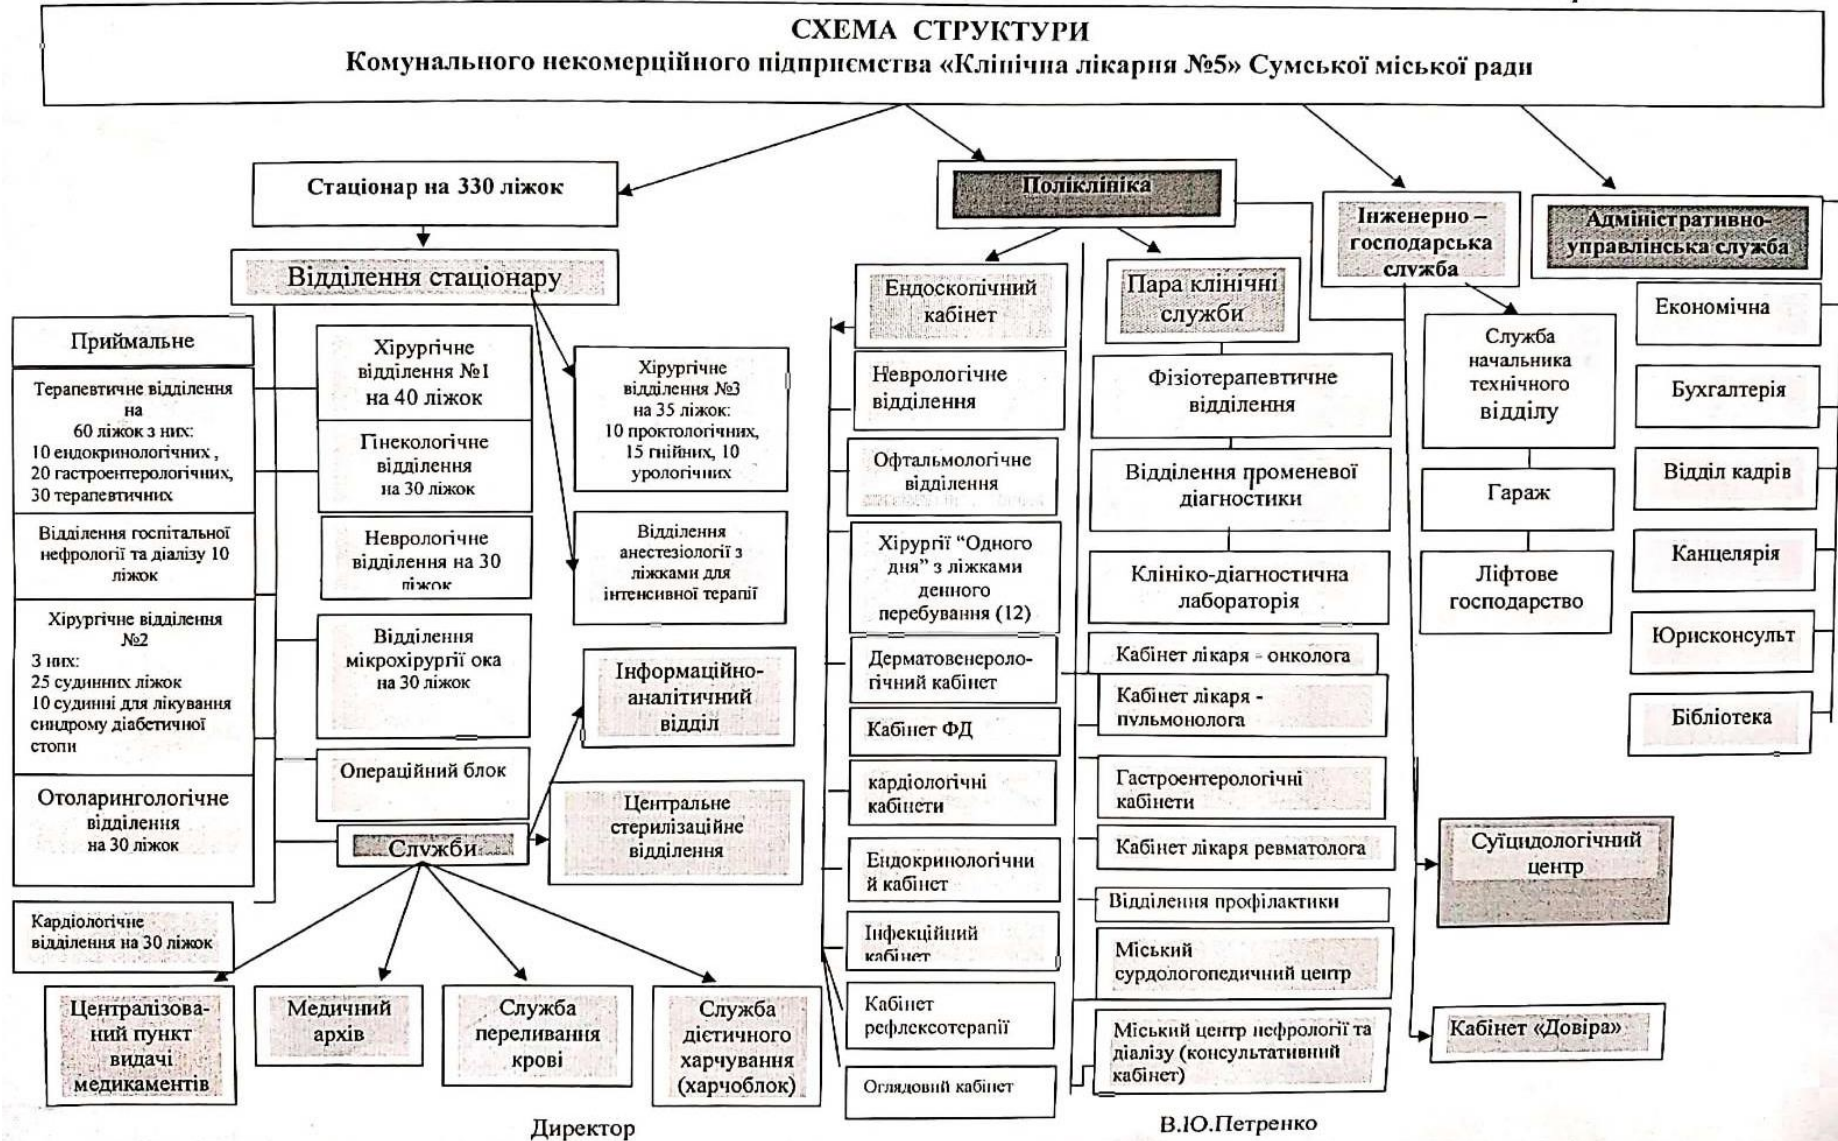 СХЕМА СТРУКТУРИ
Комунального некомерційного підприємства «Клінічна лікарня №5» Сумської міської ради
Стаціонар на 330 ліжок
Поліклініка
Інженерно –
господарська
служба
Адміністративно-
управлінська служба
Відділення стаціонару
Приймальне
Терапевтичне відділення
на
60 ліжок з них:
10 ендокринологічних ,
20 гастроентерологічних,
30 терапевтичних
Відділення госпітальної
нефрології та діалізу 10
ліжок
Хірургічне відділення
№2
З них:
25 судинних ліжок
10 судинні для лікування
синдрому діабетичної
стопи
Отоларингологічне
відділення
на 30 ліжок
Кардіологічне
відділення на 30 ліжок
Хірургічне
відділення №1
на 40 ліжок
Гінекологічне
відділення
на 30 ліжок
Неврологічне
відділення на 30
ліжок
Відділення
мікрохірургії ока
на 30 ліжок
Операційний блок
Служби
Хірургічне
відділення №3
на 35 ліжок:
10 проктологічних,
15 гнійних, 10
урологічних
Відділення
анестезіології з
ліжками для
інтенсивної терапії
Інформаційно-
аналітичний
відділ
Центральне
стерилізаційне
відділення
Централізова-
ний пункт
видачі
медикаментів
Медичний
архів
Служба
переливання
крові
Служба
дієтичного
харчування
(харчоблок)
Ендоскопічний
кабінет
Неврологічне
відділення
Офтальмологічне
відділення
Хірургії “Одного
дня” з ліжками
денного
перебування (12)
Дерматовенероло-
гічний кабінет
Кабінет ФД
кардіологічні
кабінети
Ендокринологічни
й кабінет
Інфекційний
кабінет
Кабінет
рефлексотерапії
Оглядовий кабінет
Пара клінічні
служби
Фізіотерапевтичне
відділення
Відділення променевої
діагностики
Клініко-діагностична
лабораторія
Кабінет лікаря - онколога
Кабінет лікаря -
пульмонолога
Гастроентерологічні
кабінети
Кабінет лікаря ревматолога
Відділення профілактики
Міський
сурдологопедичний центр
Міський центр нефрології та
діалізу (консультативний
кабінет)
Служба
начальника
технічного
відділу
Гараж
Ліфтове
господарство
Суїцидологічний
центр
Кабінет «Довіра»
Економічна
Бухгалтерія
Відділ кадрів
Канцелярія
Юрисконсульт
Бібліотека
Директор В.Ю.Петренко